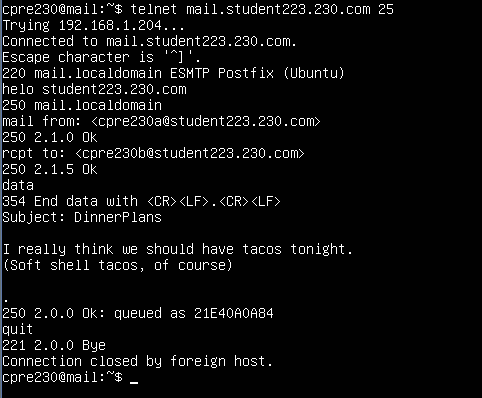 cpre230@mail:~$ telnet mail.student223.230.com 25
Trying 192.168.1.204...
Connected to mail.student223.230.com.
Escape character is '^]'.
220 mail.localdomain ESMTP Postfix (Ubuntu)
helo student223.230.com
250 mail.localdomain
mail from: <cpre230a@student223.230.com>
250 2.1.0 Ok
rcpt to: <cpre230b@student223.230.com>
250 2.1.5 Ok
data
354 End data with <CR><LF>.<CR><LF>
Subject: DinnerPlans

I really think we should have tacos tonight.
(Soft shell tacos, of course)

.
250 2.0.0 Ok: queued as 21E40A0A84
quit
221 2.0.0 Bye
Connection closed by foreign host.
cpre230@mail:~$ _